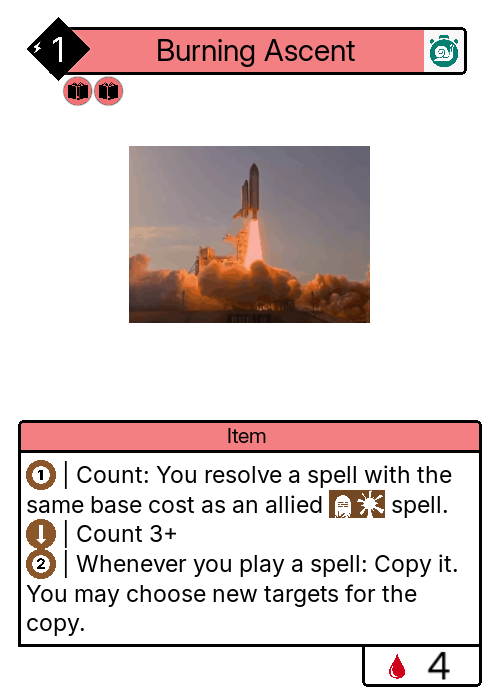 1 Burning Ascent
Item
1 | Count: You resolve a spell with the
same base cost as an allied spell.
| Count 3+
2 | Whenever you play a spell: Copy it.
You may choose new targets for the
copy.
4